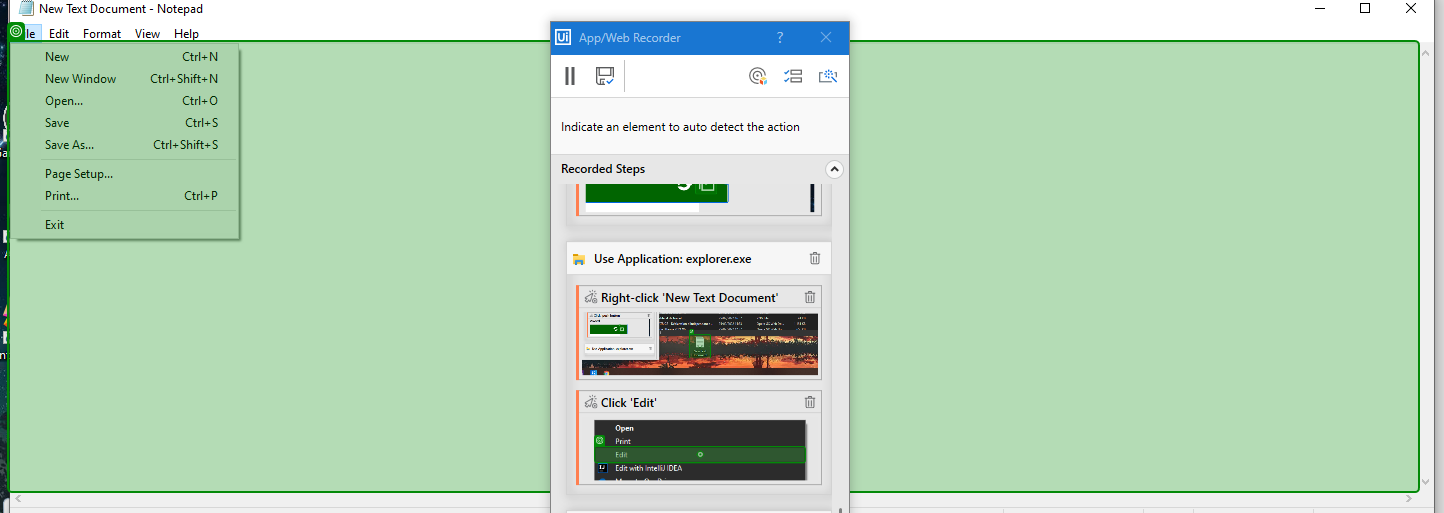 New Text Document - Notepad
le Edit Format View Help
New Ctrl+N
New Window Ctrl+Shift+N
Open... Ctrl+O
Save Ctrl+S
Save As... Ctrl+Shift+S
Page Setup...
Print... Ctrl+P
Exit
Ui App/Web Recorder ?
Indicate an element to auto detect the action
Recorded Steps
Use Application: explorer.exe
Right-click 'New Text Document'
Click 'Edit'
Open
Print
Edit
Edit with IntelliJ IDEA